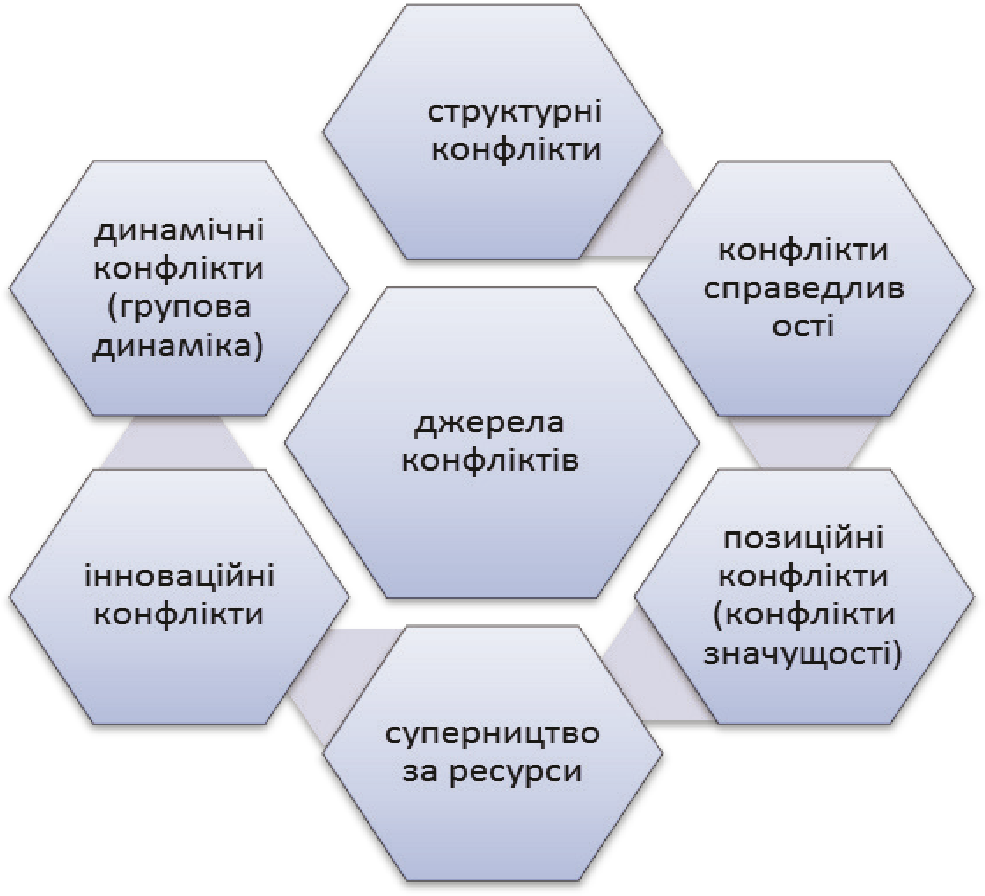 структурні
конфлікти
конфлікти
справедлив
ості
позиційні
конфлікти
(конфлікти
значущості)
суперництво
за ресурси
інноваційні
конфлікти
динамічні
конфлікти
(групова
динаміка)
джерела
конфліктів